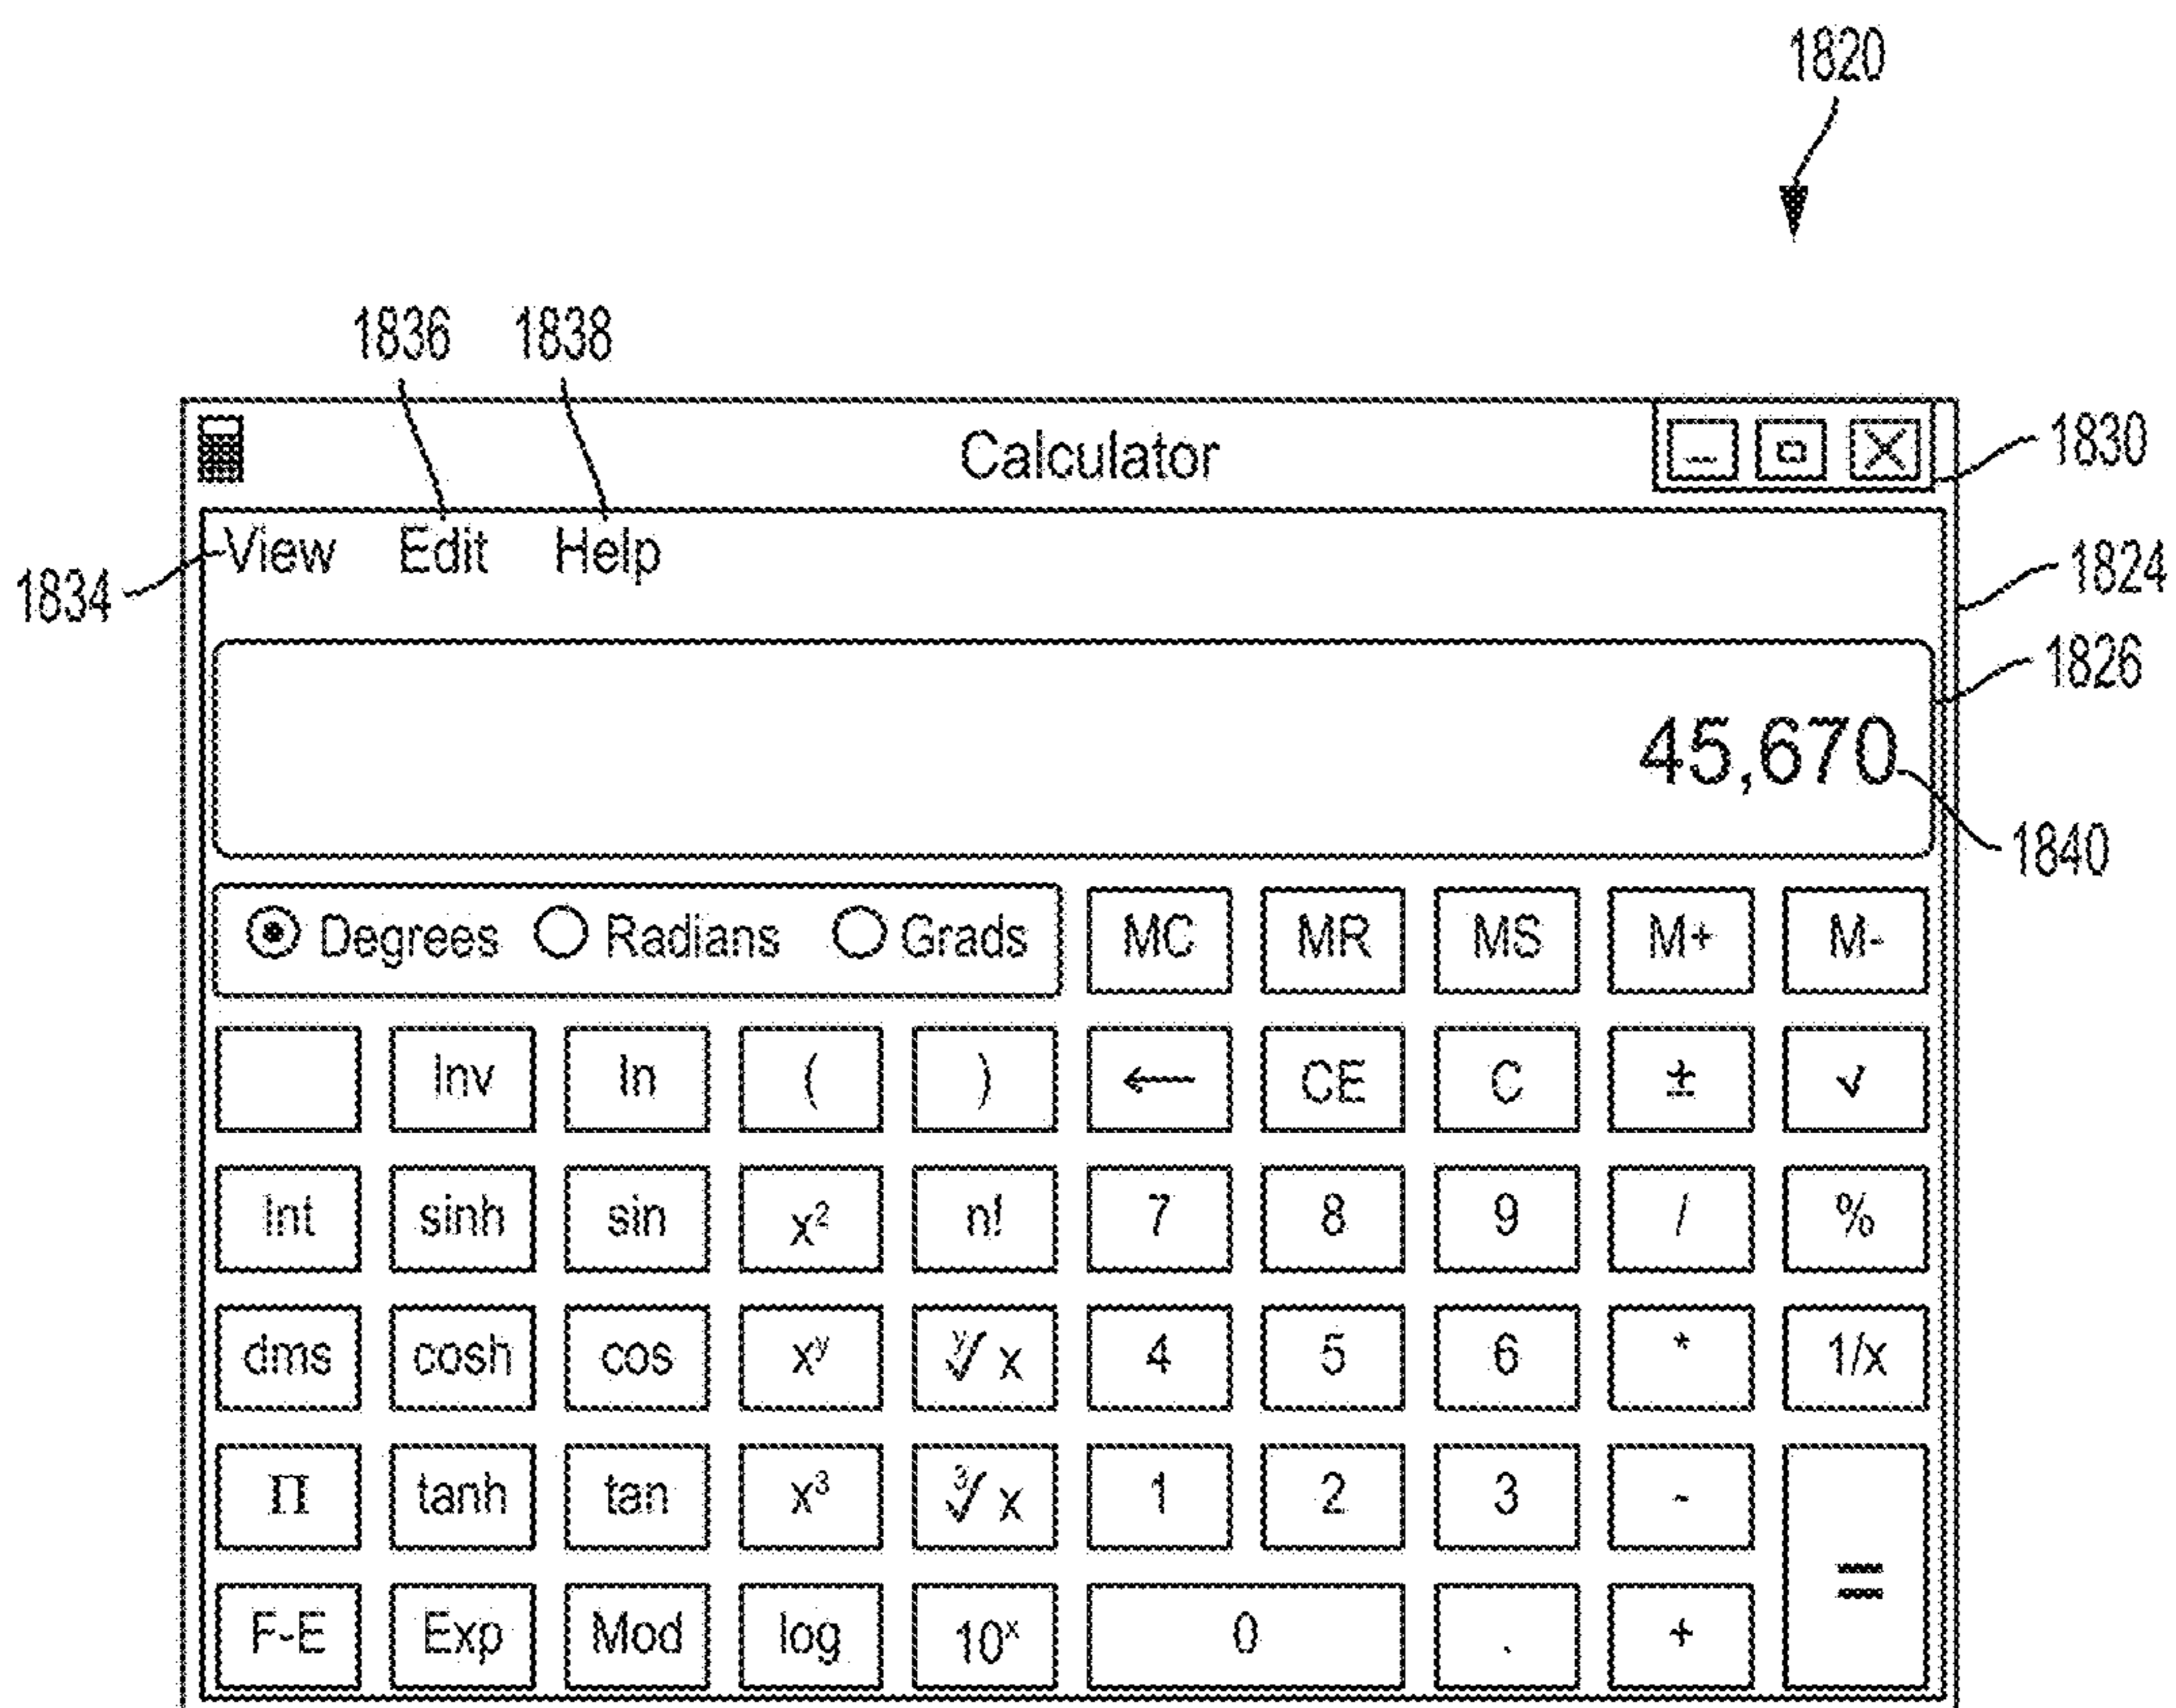 1820
1836 1838
Calculator
1830
View Edit Help
1834
1824
1826
45,670
1840
Degrees Radians Grads MC MR MS M+ M-
Inv In ( ) ← CE C ± ✓
Int sinh sin x² n! 7 8 9 / %
dms cosh cos xʸ ʸ√x 4 5 6 * 1/x
Π tanh tan x³ ³√x 1 2 3 -
=
F-E Exp Mod log 10ˣ 0 . +